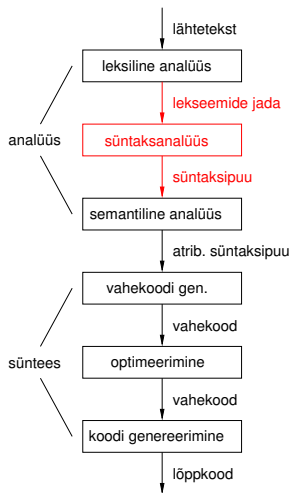 lähtetekst
leksiline analüüs
lekseemide jada
analüüs
süntaksanalüüs
süntaksipuu
semantiline analüüs
atrib. süntaksipuu
vahekoodi gen.
vahekood
süntees
optimeerimine
vahekood
koodi genereerimine
lõppkood